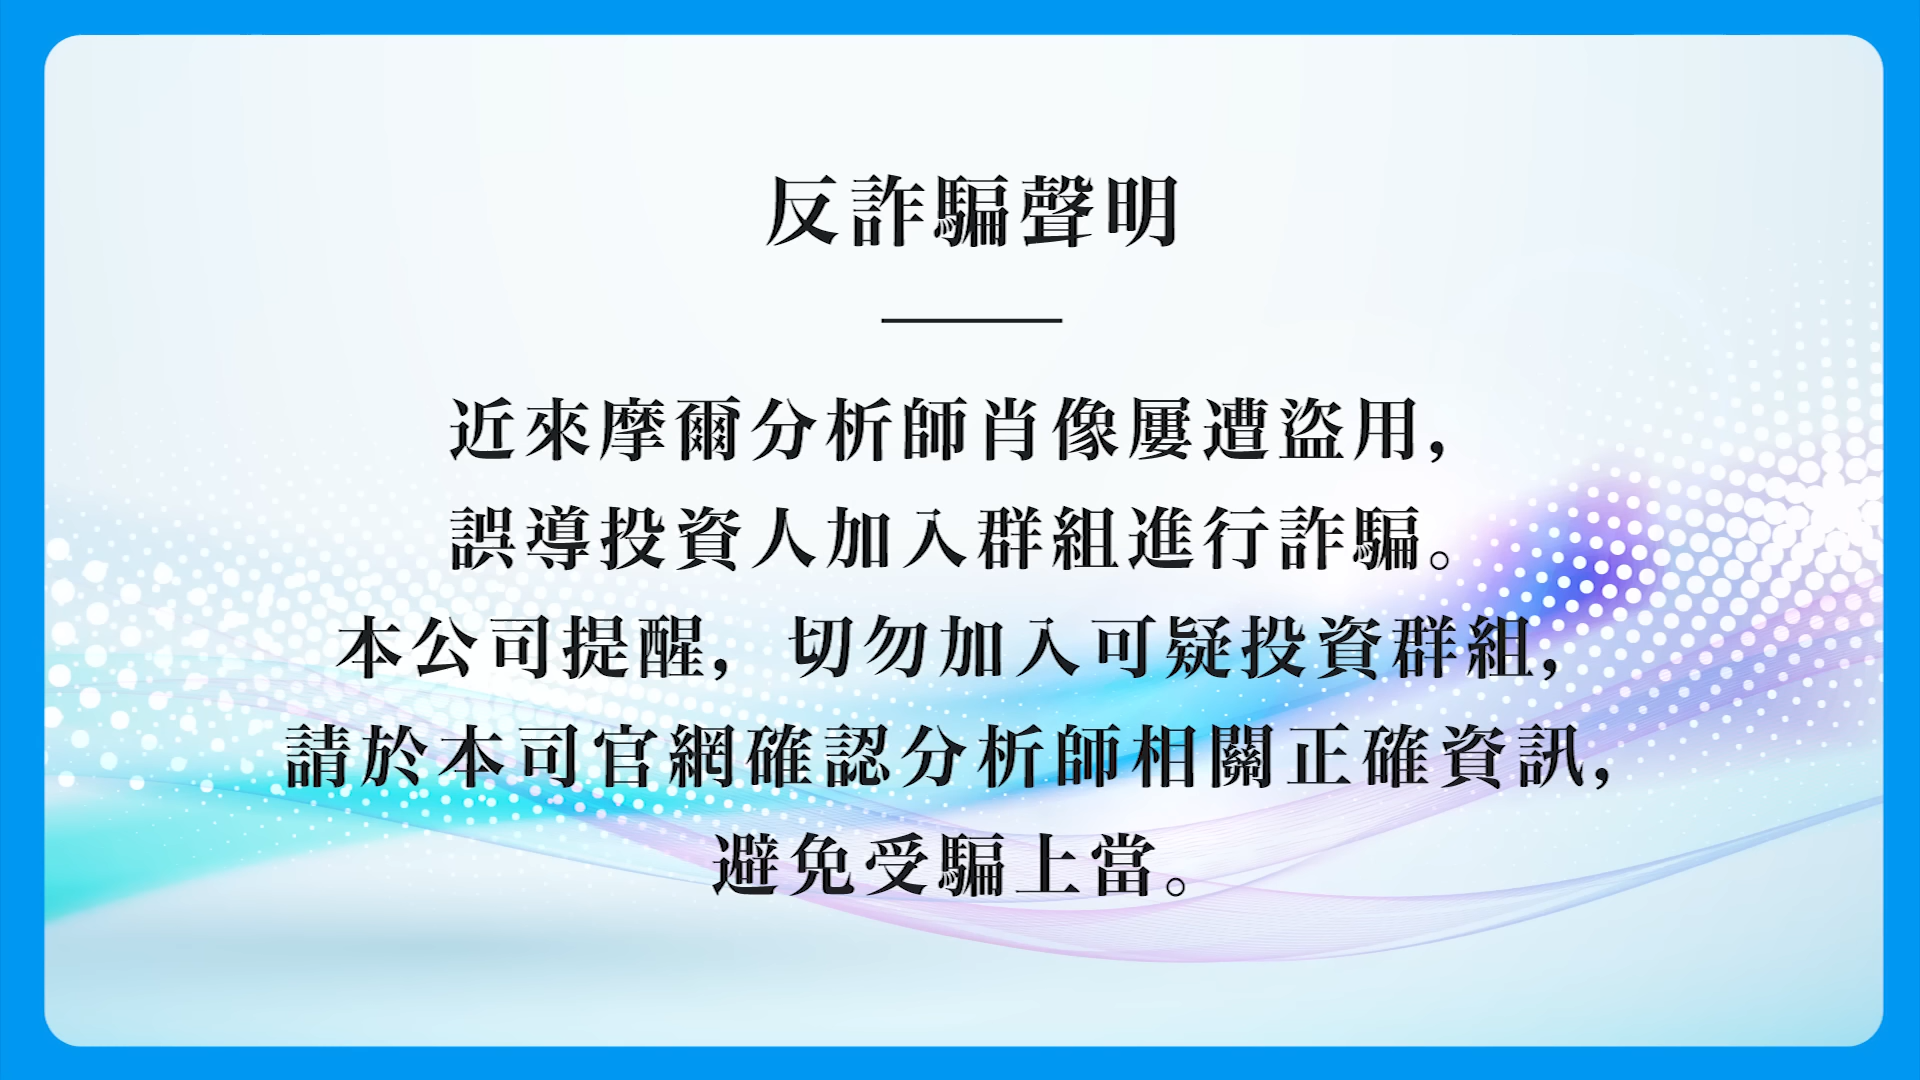 反詐騙聲明
近來摩爾分析師肖像屢遭盜用，
誤導投資人加入群組進行詐騙。
本公司提醒，切勿加入可疑投資群組，
請於本司官網確認分析師相關正確資訊，
避免受騙上當。